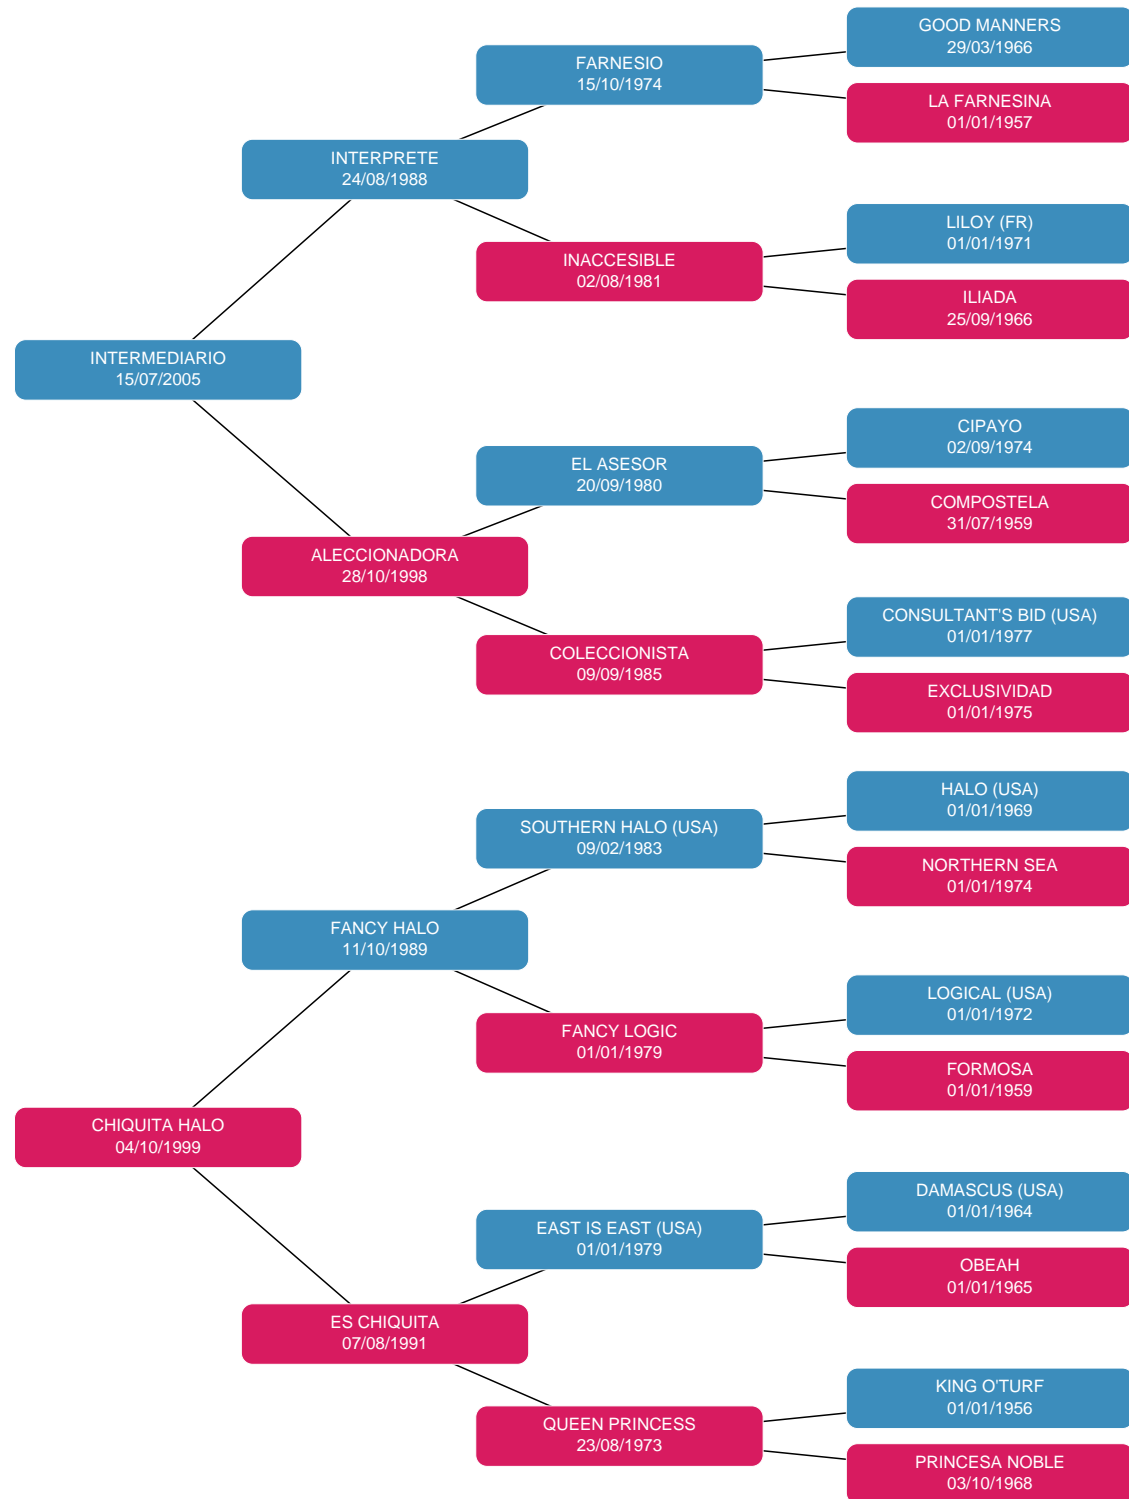 GOOD MANNERS
29/03/1966
FARNESIO
15/10/1974
LA FARNESINA
01/01/1957
INTERPRETE
24/08/1988
LILOY (FR)
01/01/1971
INACCESIBLE
02/08/1981
ILIADA
25/09/1966
INTERMEDIARIO
15/07/2005
CIPAYO
02/09/1974
EL ASESOR
20/09/1980
COMPOSTELA
31/07/1959
ALECCIONADORA
28/10/1998
CONSULTANT'S BID (USA)
01/01/1977
COLECCIONISTA
09/09/1985
EXCLUSIVIDAD
01/01/1975
HALO (USA)
01/01/1969
SOUTHERN HALO (USA)
09/02/1983
NORTHERN SEA
01/01/1974
FANCY HALO
11/10/1989
LOGICAL (USA)
01/01/1972
FANCY LOGIC
01/01/1979
FORMOSA
01/01/1959
CHIQUITA HALO
04/10/1999
DAMASCUS (USA)
01/01/1964
EAST IS EAST (USA)
01/01/1979
OBEAH
01/01/1965
ES CHIQUITA
07/08/1991
KING O'TURF
01/01/1956
QUEEN PRINCESS
23/08/1973
PRINCESA NOBLE
03/10/1968